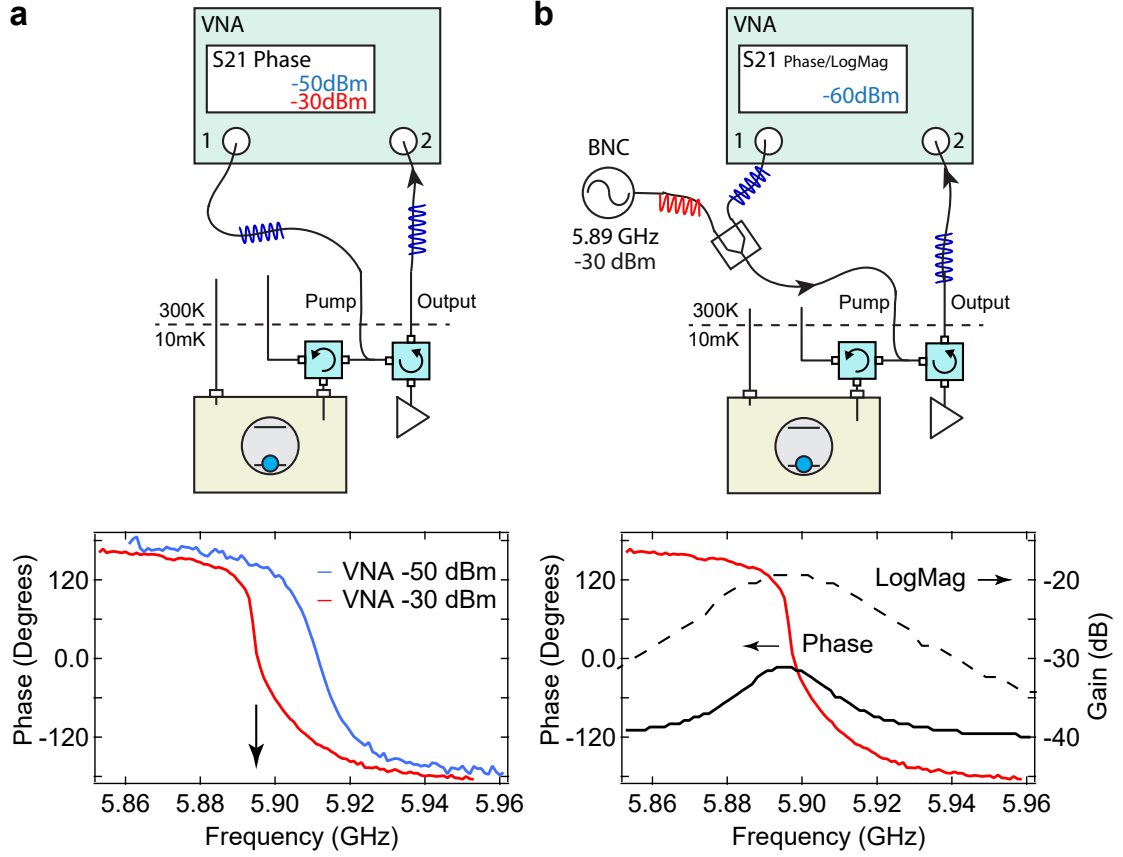 a
VNA
S21 Phase
-50dBm
-30dBm
1
2
Pump
Output
300K
10mK
Phase (Degrees)
120
0.0
-120
VNA -50 dBm
VNA -30 dBm
5.86
5.88
5.90
5.92
5.94
5.96
Frequency (GHz)
b
VNA
S21 Phase/LogMag
-60dBm
1
2
BNC
5.89 GHz
-30 dBm
Pump
Output
300K
10mK
Phase (Degrees)
120
0.0
-120
LogMag
Phase
-20
-30
-40
Gain (dB)
5.86
5.88
5.90
5.92
5.94
5.96
Frequency (GHz)